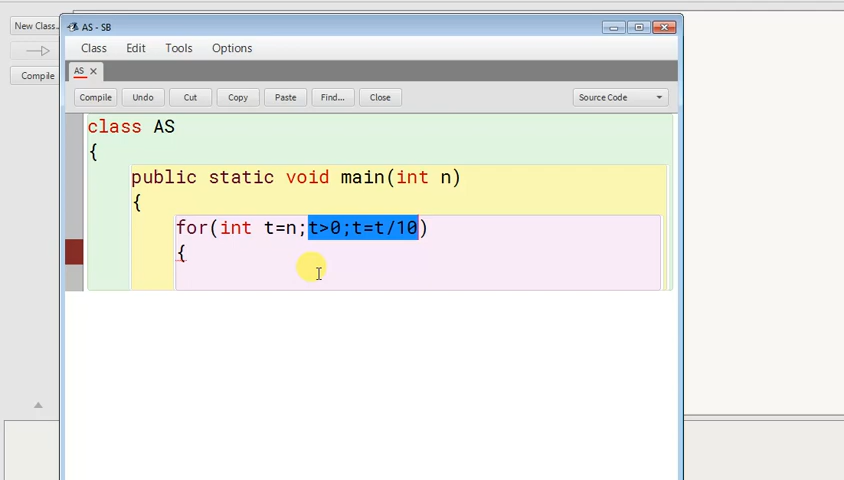 AS - SB
New Class..
Class Edit Tools Options
Compile
AS
Compile Undo Cut Copy Paste Find... Close Source Code
class AS
{
public static void main(int n)
{
for(int t=n;t>0;t=t/10)
{